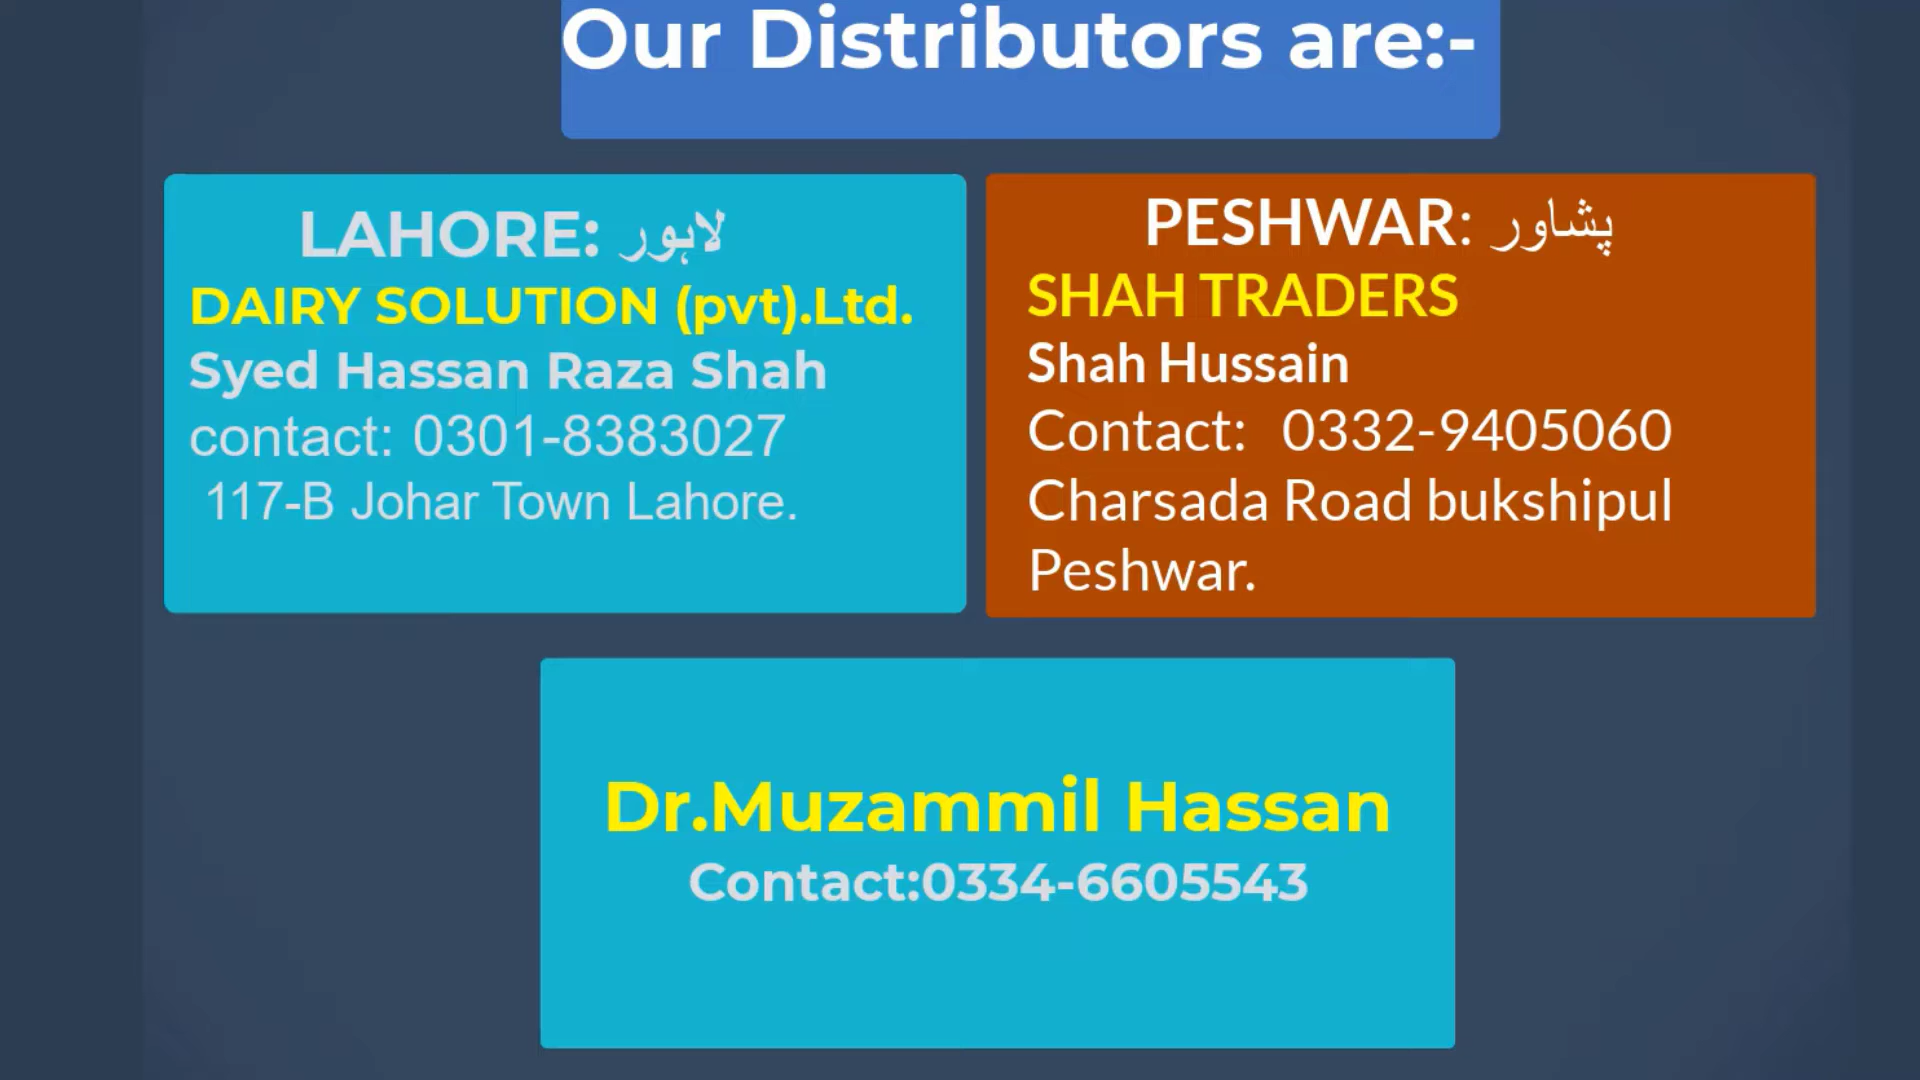 Our Distributors are:-
LAHORE: لاہور
DAIRY SOLUTION (pvt).Ltd.
Syed Hassan Raza Shah
contact: 0301-8383027
117-B Johar Town Lahore.
PESHWAR: پشاور
SHAH TRADERS
Shah Hussain
Contact: 0332-9405060
Charsada Road bukshipul
Peshwar.
Dr.Muzammil Hassan
Contact:0334-6605543